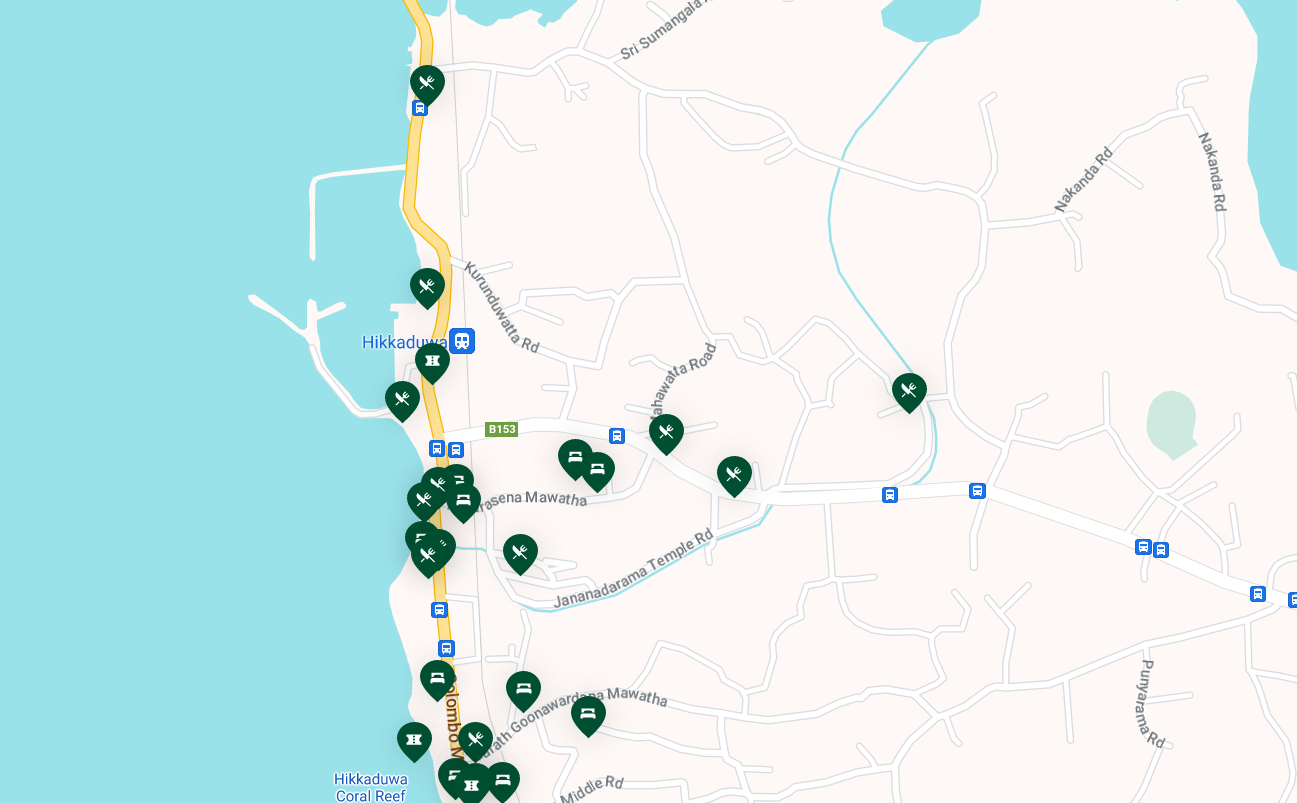 Sri Sumangala
Nakanda Rd
Nakanda Rd
Kurunduwatta Rd
Hikkaduwa
Mahawatta Road
B153
rasena Mawatha
Jananadarama Temple Rd
Colombo M
Goonawardana Mawatha
Punyarama Rd
Hikkaduwa
Coral Reef
Middle Rd